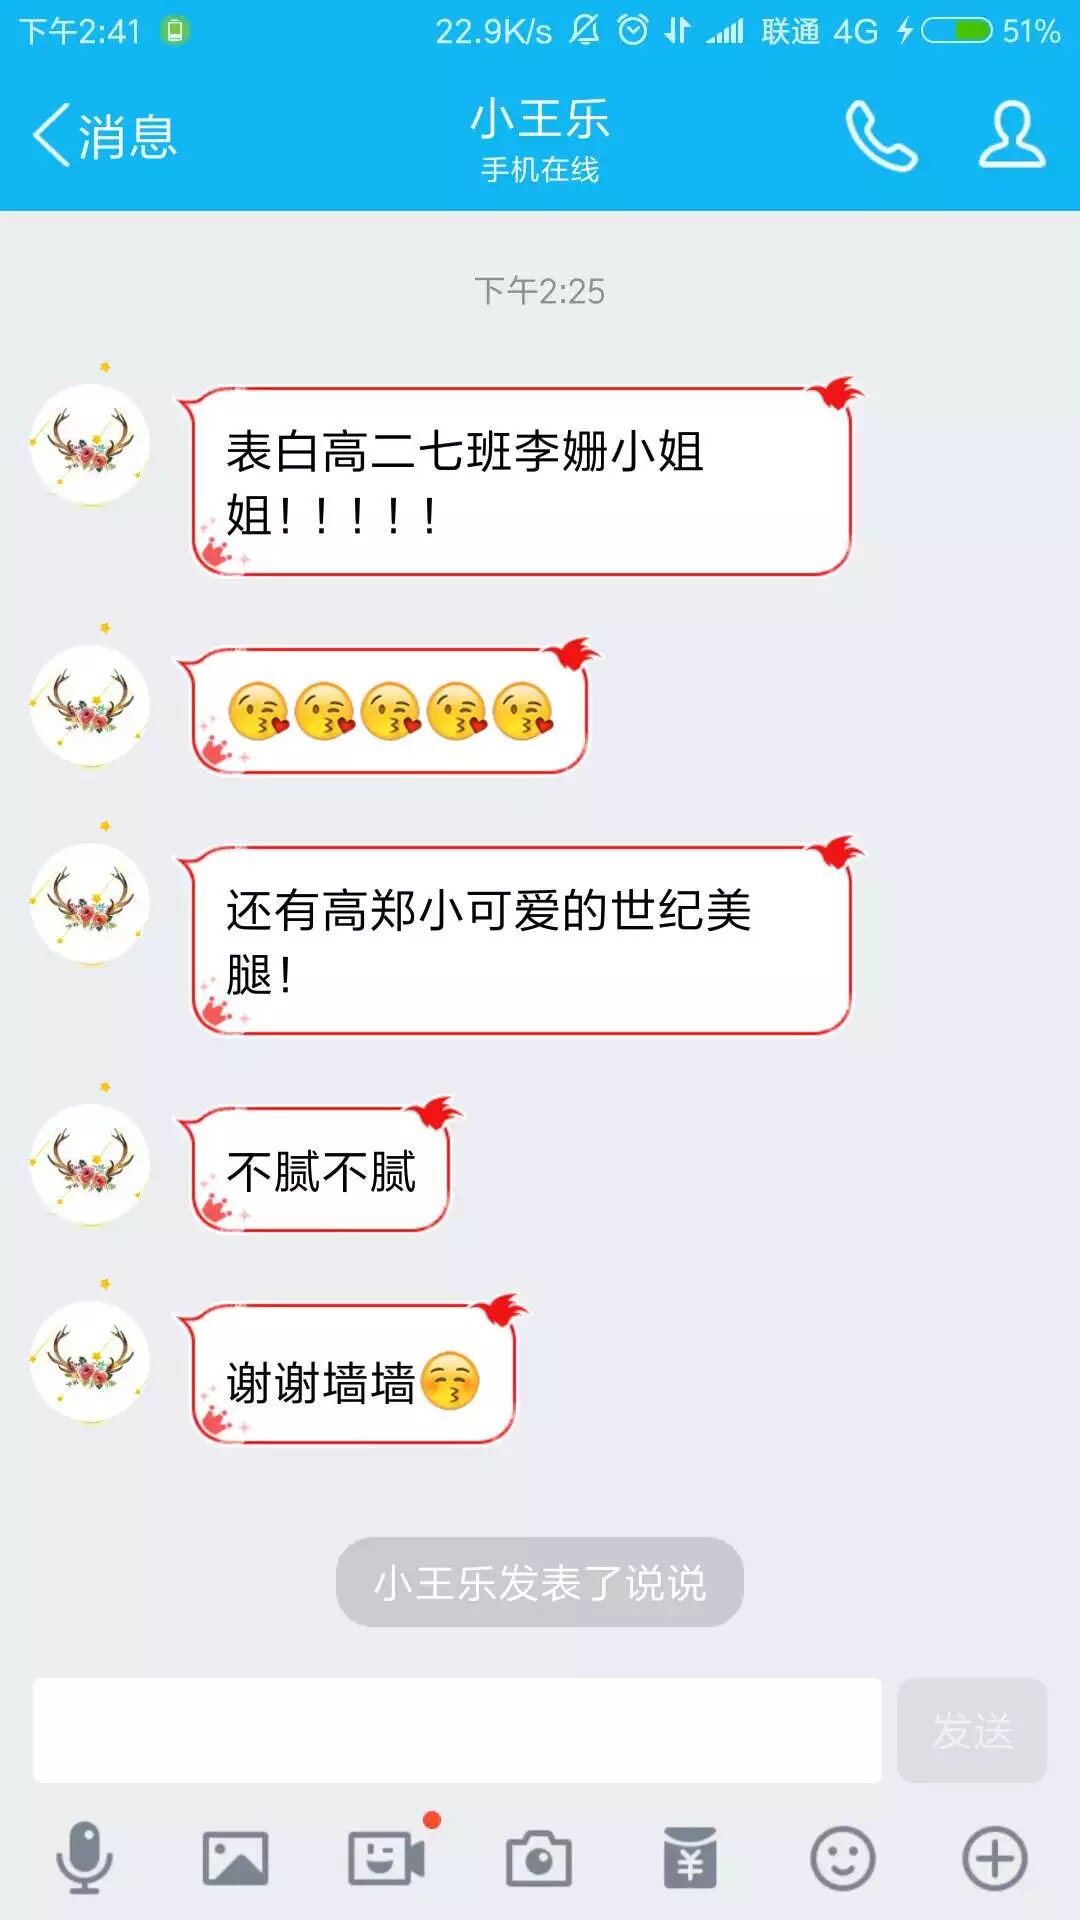 下午2:41 22.9K/s 联通 4G 51%
消息
小王乐
手机在线
下午2:25
表白高二七班李姗小姐
姐！！！！！
😘😘😘😘😘
还有高郑小可爱的世纪美
腿！
不腻不腻
谢谢墙墙😚
小王乐发表了说说
发送